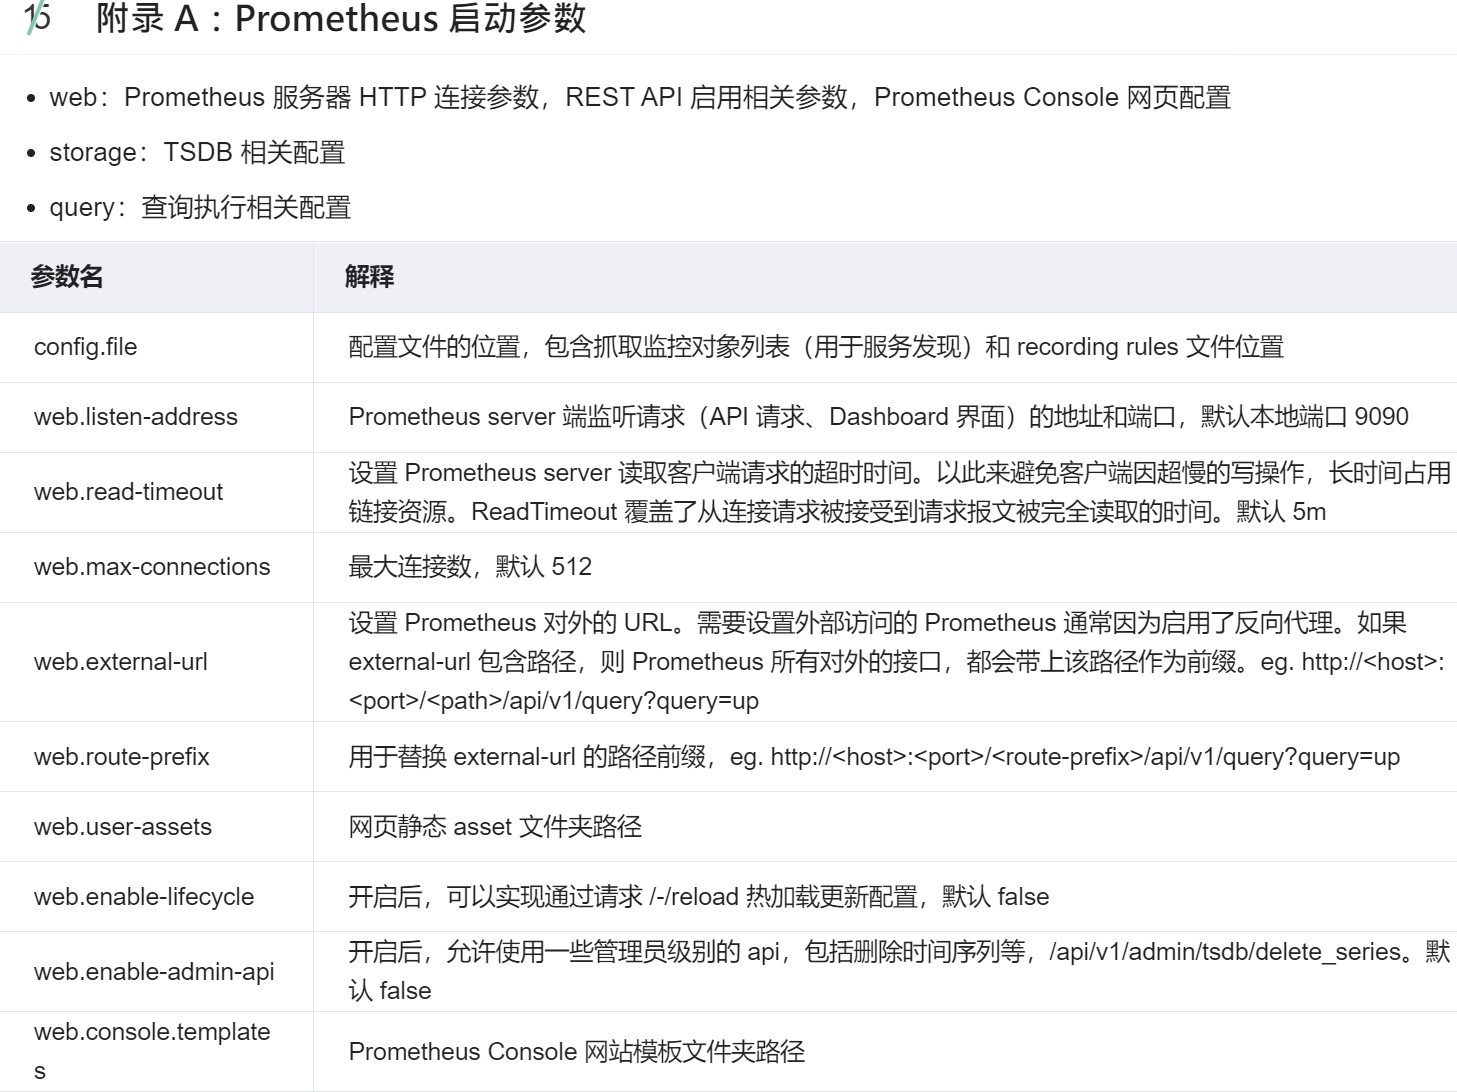 15 附录 A：Prometheus 启动参数
• web：Prometheus 服务器 HTTP 连接参数，REST API 启用相关参数，Prometheus Console 网页配置
• storage：TSDB 相关配置
• query：查询执行相关配置
参数名 解释
config.file 配置文件的位置，包含抓取监控对象列表（用于服务发现）和 recording rules 文件位置
web.listen-address Prometheus server 端监听请求（API 请求、Dashboard 界面）的地址和端口，默认本地端口 9090
web.read-timeout 设置 Prometheus server 读取客户端请求的超时时间。以此来避免客户端因超慢的写操作，长时间占用
链接资源。ReadTimeout 覆盖了从连接请求被接受到请求报文被完全读取的时间。默认 5m
web.max-connections 最大连接数，默认 512
web.external-url 设置 Prometheus 对外的 URL。需要设置外部访问的 Prometheus 通常因为启用了反向代理。如果
external-url 包含路径，则 Prometheus 所有对外的接口，都会带上该路径作为前缀。eg. http://<host>:
<port>/<path>/api/v1/query?query=up
web.route-prefix 用于替换 external-url 的路径前缀，eg. http://<host>:<port>/<route-prefix>/api/v1/query?query=up
web.user-assets 网页静态 asset 文件夹路径
web.enable-lifecycle 开启后，可以实现通过请求 /-/reload 热加载更新配置，默认 false
web.enable-admin-api 开启后，允许使用一些管理员级别的 api，包括删除时间序列等，/api/v1/admin/tsdb/delete_series。默
认 false
web.console.template
s
Prometheus Console 网站模板文件夹路径